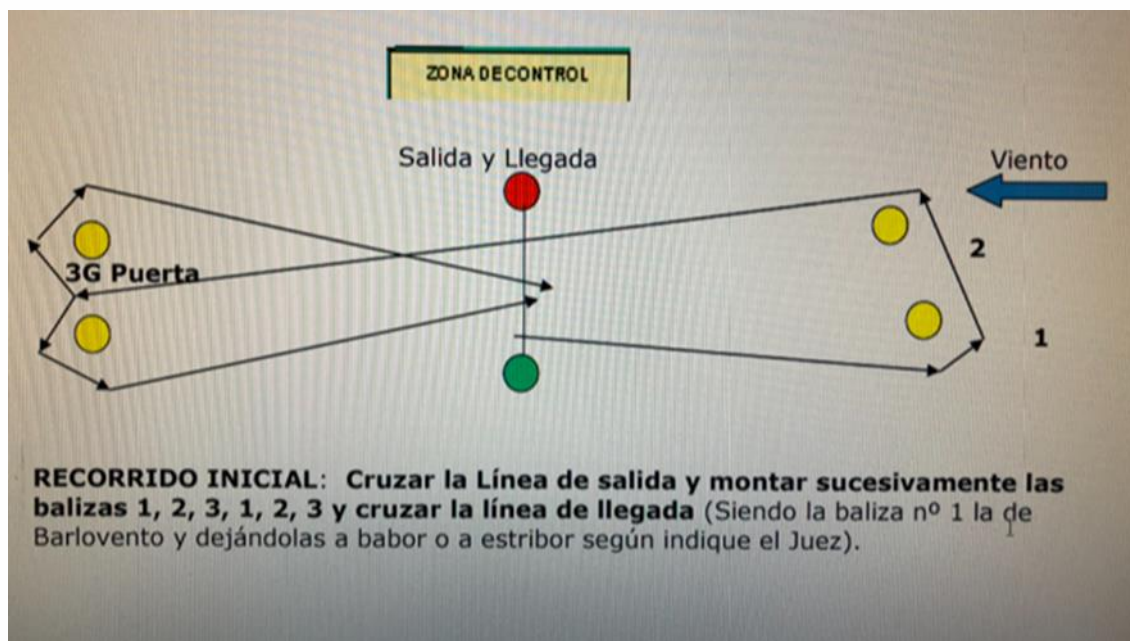 ZONA DE CONTROL
Salida y Llegada
Viento
2
3G Puerta
1
RECORRIDO INICIAL: Cruzar la Línea de salida y montar sucesivamente las
balizas 1, 2, 3, 1, 2, 3 y cruzar la línea de llegada (Siendo la baliza nº 1 la de
Barlovento y dejándolas a babor o a estribor según indique el Juez).